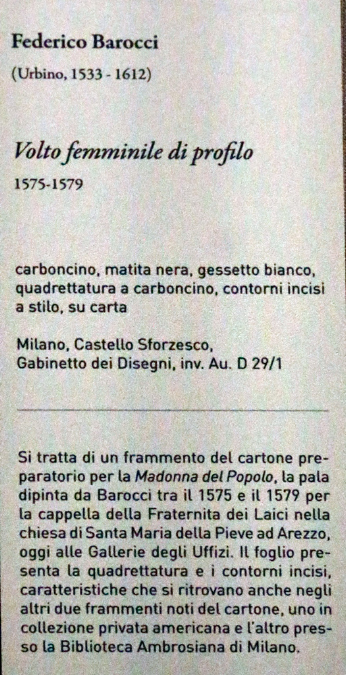 Federico Barocci
(Urbino, 1533 - 1612)
Volto femminile di profilo
1575-1579
carboncino, matita nera, gessetto bianco,
quadrettatura a carboncino, contorni incisi
a stilo, su carta
Milano, Castello Sforzesco,
Gabinetto dei Disegni, inv. Au. D 29/1
Si tratta di un frammento del cartone pre-
paratorio per la Madonna del Popolo, la pala
dipinta da Barocci tra il 1575 e il 1579 per
la cappella della Fraternita dei Laici nella
chiesa di Santa Maria della Pieve ad Arezzo,
oggi alle Gallerie degli Uffizi. Il foglio pre-
senta la quadrettatura e i contorni incisi,
caratteristiche che si ritrovano anche negli
altri due frammenti noti del cartone, uno in
collezione privata americana e l'altro pres-
so la Biblioteca Ambrosiana di Milano.